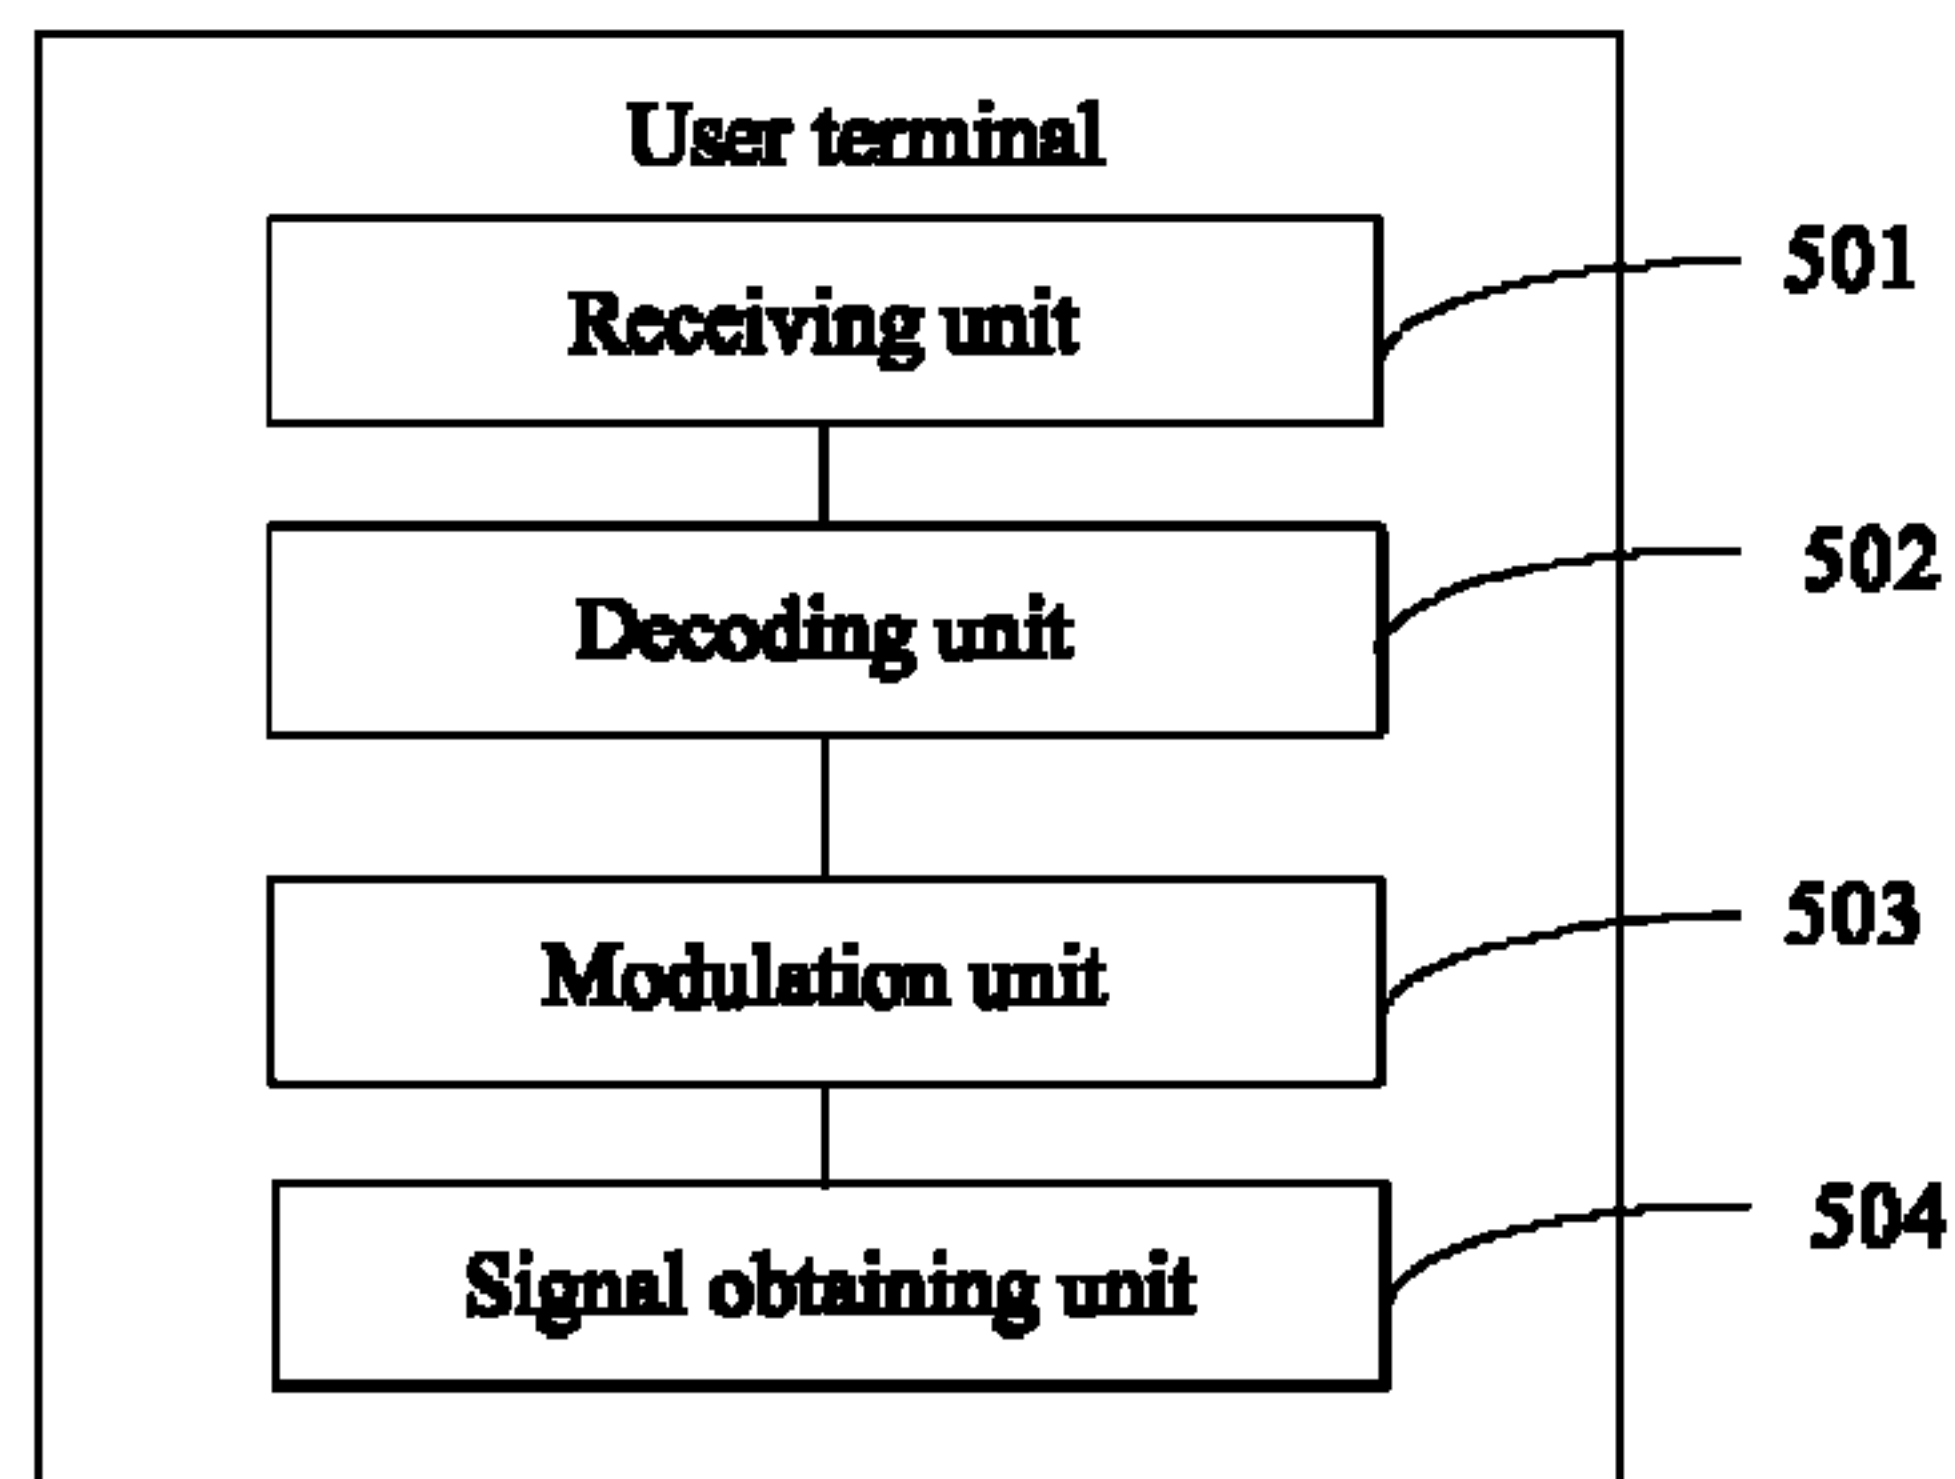 User terminal
Receiving unit
501
Decoding unit
502
Modulation unit
503
Signal obtaining unit
504